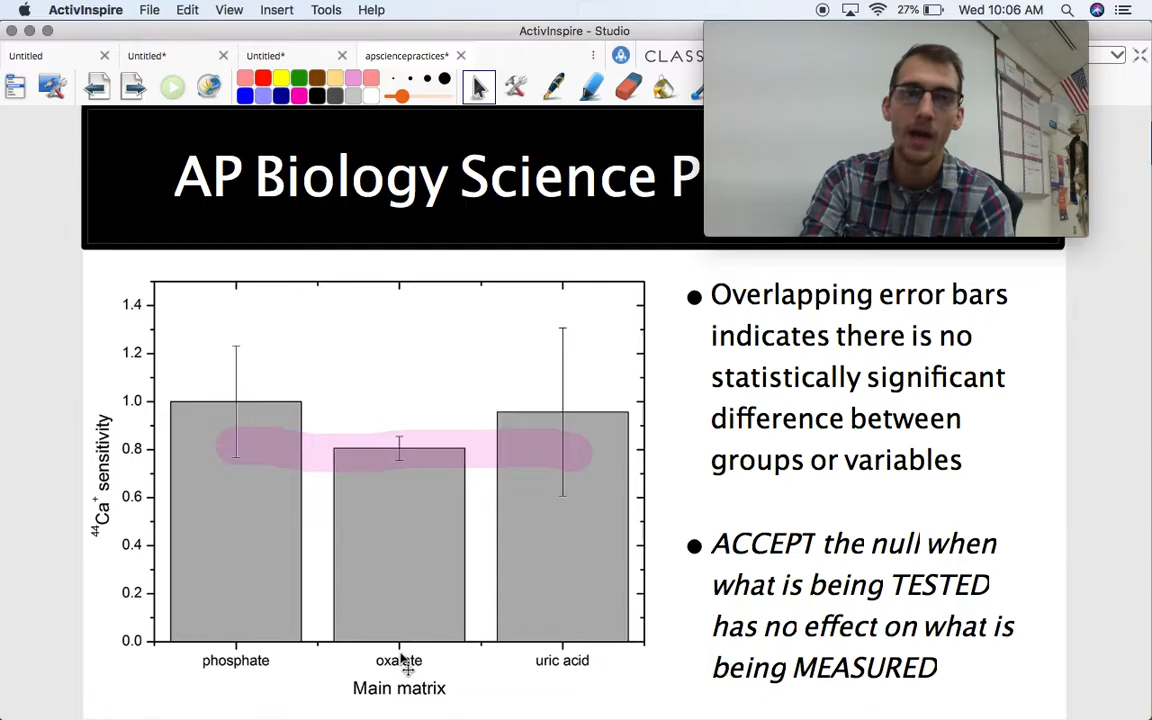 ActivInspire File Edit View Insert Tools Help 27% Wed 10:06 AM
ActivInspire - Studio
Untitled Untitled* Untitled* apsciencepractices* CLASS
AP Biology Science P
1.4
1.2
1.0
0.8
0.6
0.4
0.2
0.0
44Ca+ sensitivity
phosphate oxalate uric acid
Main matrix
● Overlapping error bars
indicates there is no
statistically significant
difference between
groups or variables
● ACCEPT the null when
what is being TESTED
has no effect on what is
being MEASURED